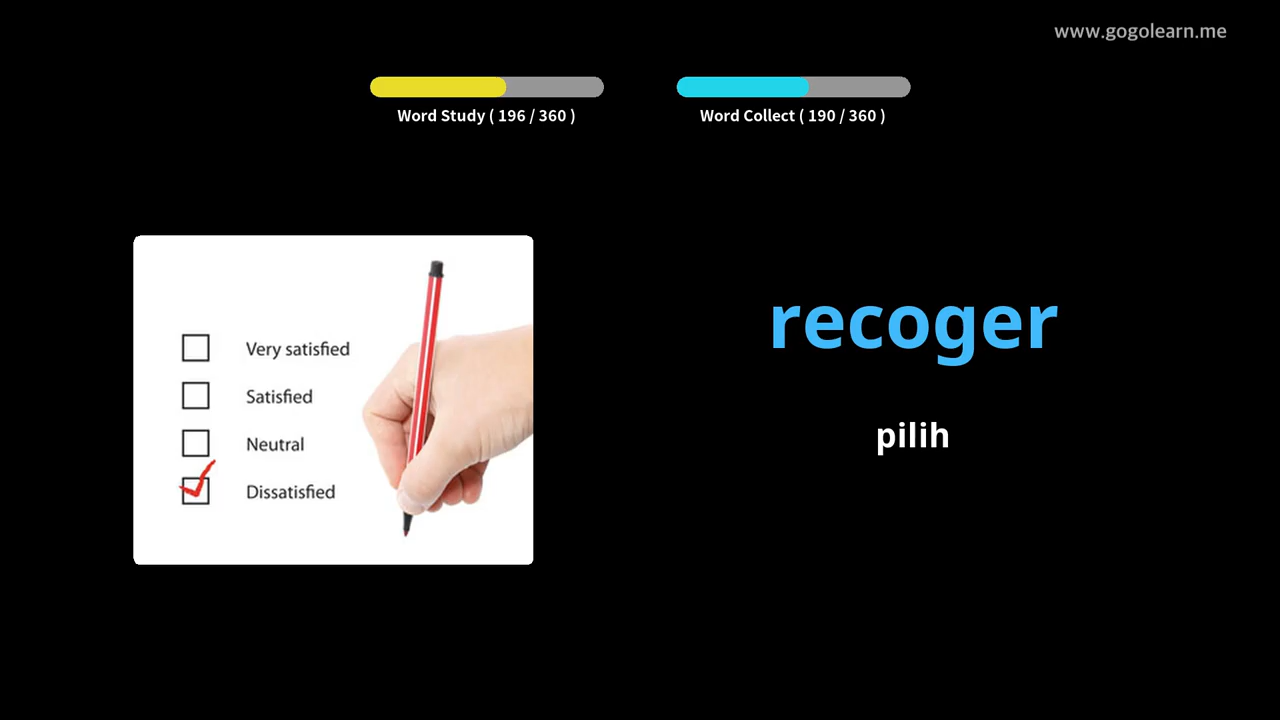 www.gogolearn.me
Word Study ( 196 / 360 )
Word Collect ( 190 / 360 )
Very satisfied
Satisfied
Neutral
Dissatisfied
recoger
pilih